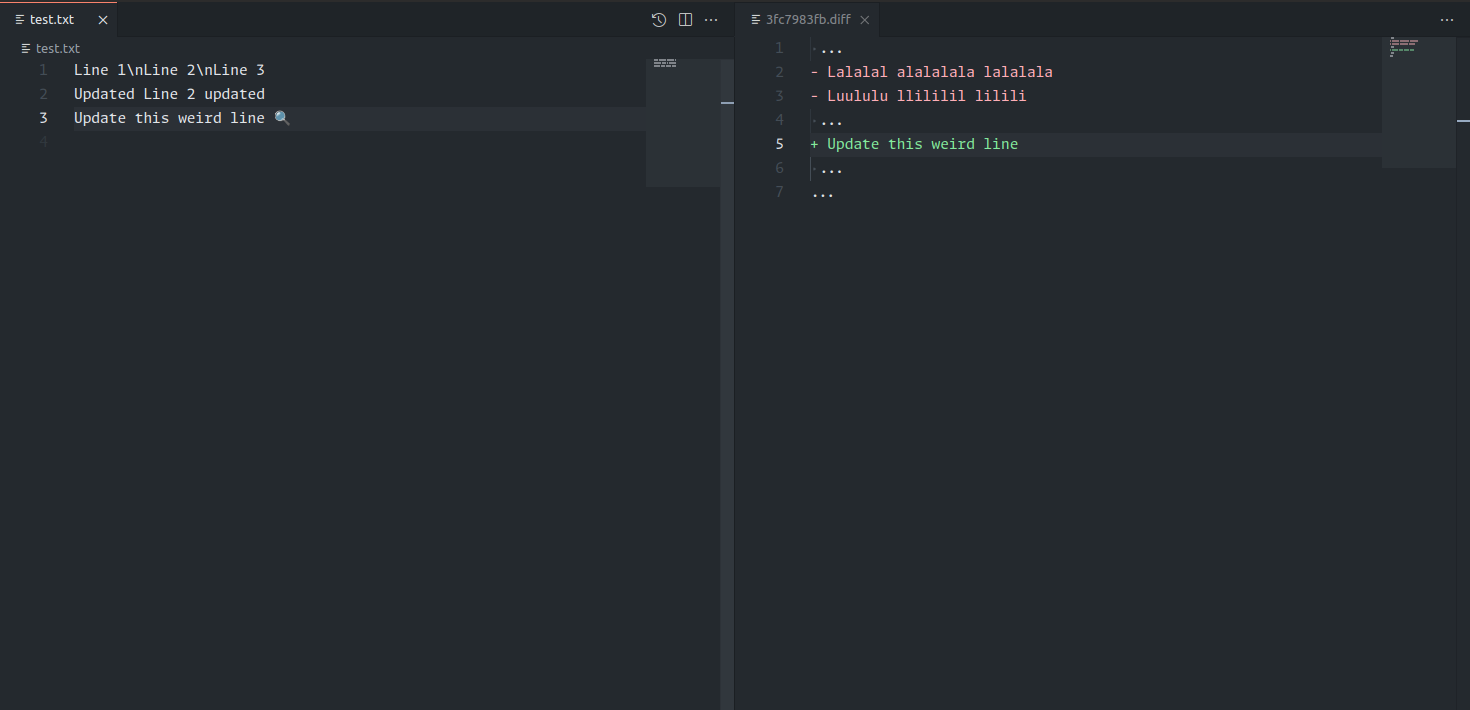 test.txt
test.txt
1 Line 1\nLine 2\nLine 3
2 Updated Line 2 updated
3 Update this weird line 🔍
4
3fc7983fb.diff
1 ...
2 - Lalalal alalalala lalalala
3 - Luululu llililil lilili
4 ...
5 + Update this weird line
6 ...
7 ...